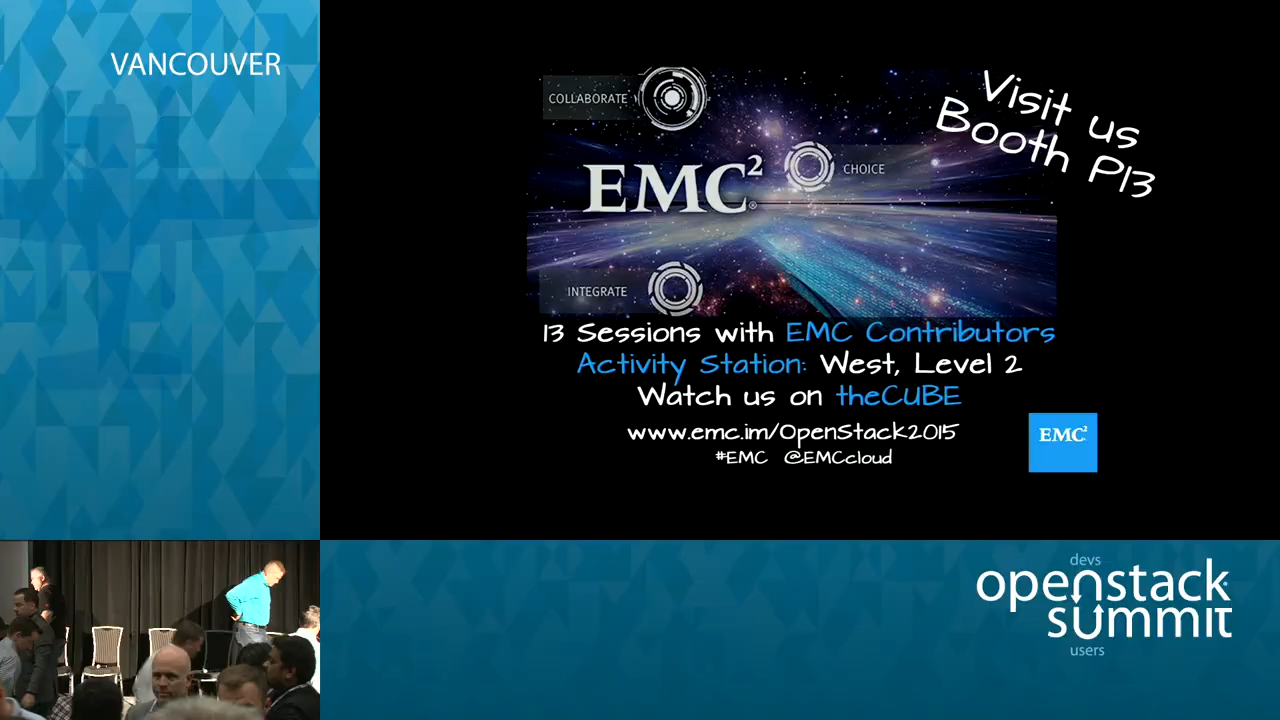 VANCOUVER
COLLABORATE
Visit us
Booth P13
EMC²®
CHOICE
INTEGRATE
13 Sessions with EMC Contributors
Activity Station: West, Level 2
Watch us on theCUBE
www.emc.im/OpenStack2015
#EMC @EMCcloud
EMC²
devs
openstack
summit
users